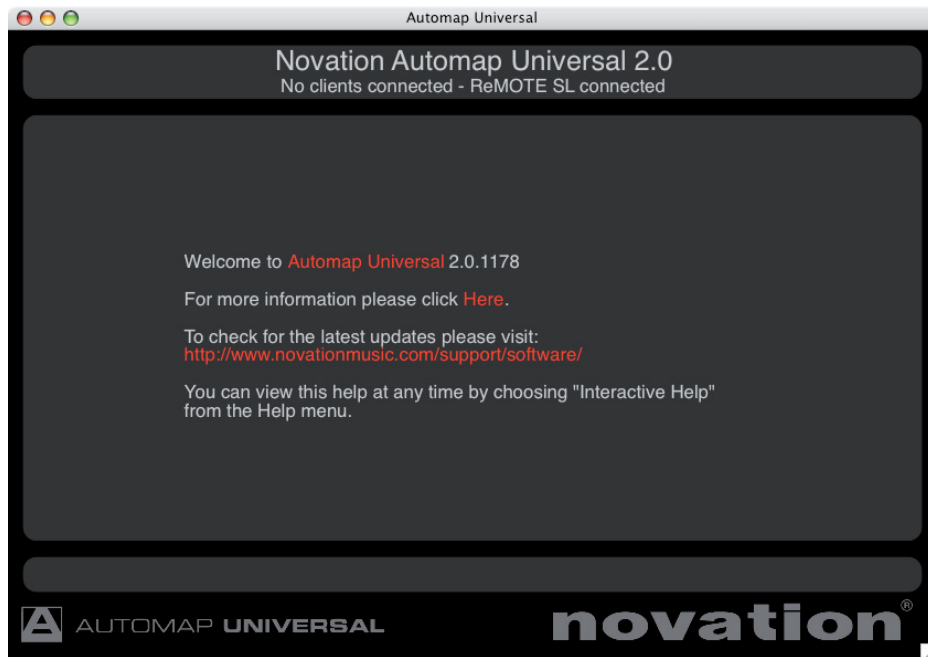 Automap Universal
Novation Automap Universal 2.0
No clients connected - ReMOTE SL connected
Welcome to Automap Universal 2.0.1178
For more information please click Here.
To check for the latest updates please visit:
http://www.novationmusic.com/support/software/
You can view this help at any time by choosing "Interactive Help"
from the Help menu.
A AUTOMAP UNIVERSAL
novation®